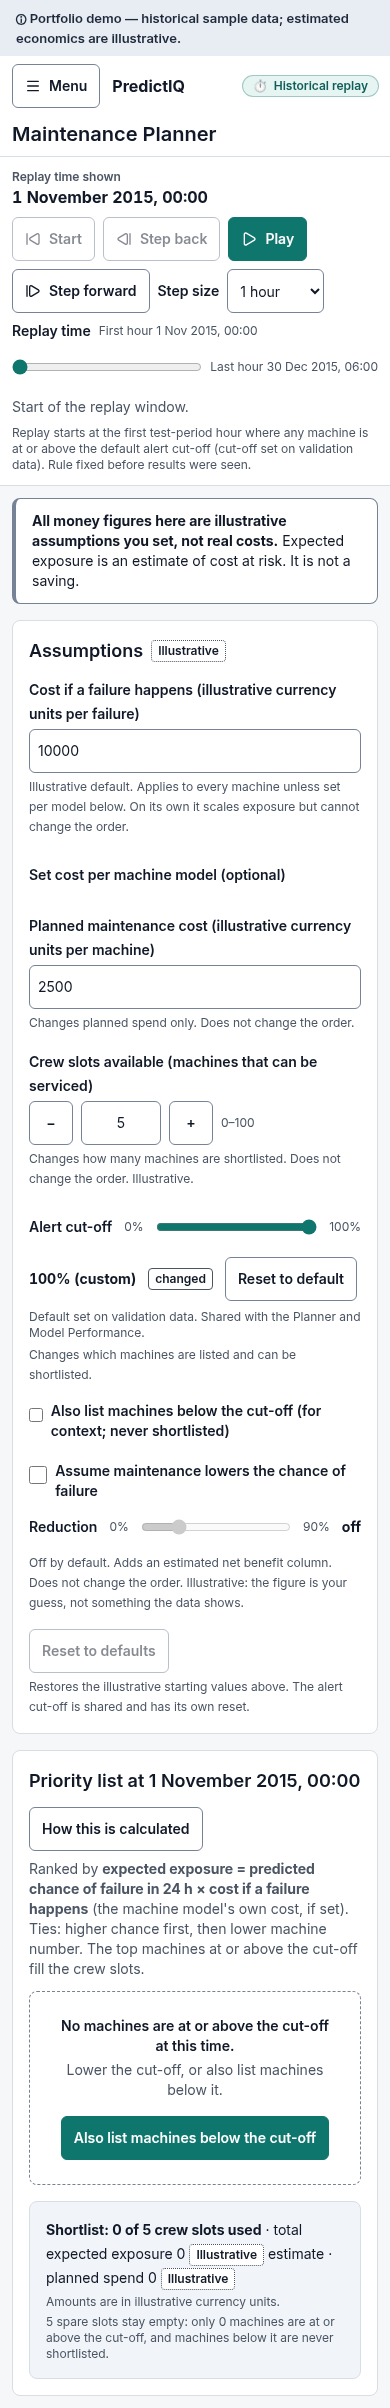 Portfolio demo — historical sample data; estimated
economics are illustrative.
Menu
PredictIQ
Historical replay
Maintenance Planner
Replay time shown
1 November 2015, 00:00
Start
Step back
Play
Step forward
Step size
1 hour
Replay time First hour 1 Nov 2015, 00:00
Last hour 30 Dec 2015, 06:00
Start of the replay window.
Replay starts at the first test-period hour where any machine is
at or above the default alert cut-off (cut-off set on validation
data). Rule fixed before results were seen.
All money figures here are illustrative
assumptions you set, not real costs. Expected
exposure is an estimate of cost at risk. It is not a
saving.
Assumptions Illustrative
Cost if a failure happens (illustrative currency
units per failure)
10000
Illustrative default. Applies to every machine unless set
per model below. On its own it scales exposure but cannot
change the order.
Set cost per machine model (optional)
Planned maintenance cost (illustrative currency
units per machine)
2500
Changes planned spend only. Does not change the order.
Crew slots available (machines that can be
serviced)
− 5 + 0–100
Changes how many machines are shortlisted. Does not
change the order. Illustrative.
Alert cut-off 0% 100%
100% (custom) changed Reset to default
Default set on validation data. Shared with the Planner and
Model Performance.
Changes which machines are listed and can be
shortlisted.
Also list machines below the cut-off (for
context; never shortlisted)
Assume maintenance lowers the chance of
failure
Reduction 0% 90% off
Off by default. Adds an estimated net benefit column.
Does not change the order. Illustrative: the figure is your
guess, not something the data shows.
Reset to defaults
Restores the illustrative starting values above. The alert
cut-off is shared and has its own reset.
Priority list at 1 November 2015, 00:00
How this is calculated
Ranked by expected exposure = predicted
chance of failure in 24 h × cost if a failure
happens (the machine model's own cost, if set).
Ties: higher chance first, then lower machine
number. The top machines at or above the cut-off
fill the crew slots.
No machines are at or above the cut-off
at this time.
Lower the cut-off, or also list machines
below it.
Also list machines below the cut-off
Shortlist: 0 of 5 crew slots used · total
expected exposure 0 Illustrative estimate ·
planned spend 0 Illustrative
Amounts are in illustrative currency units.
5 spare slots stay empty: only 0 machines are at or
above the cut-off, and machines below it are never
shortlisted.